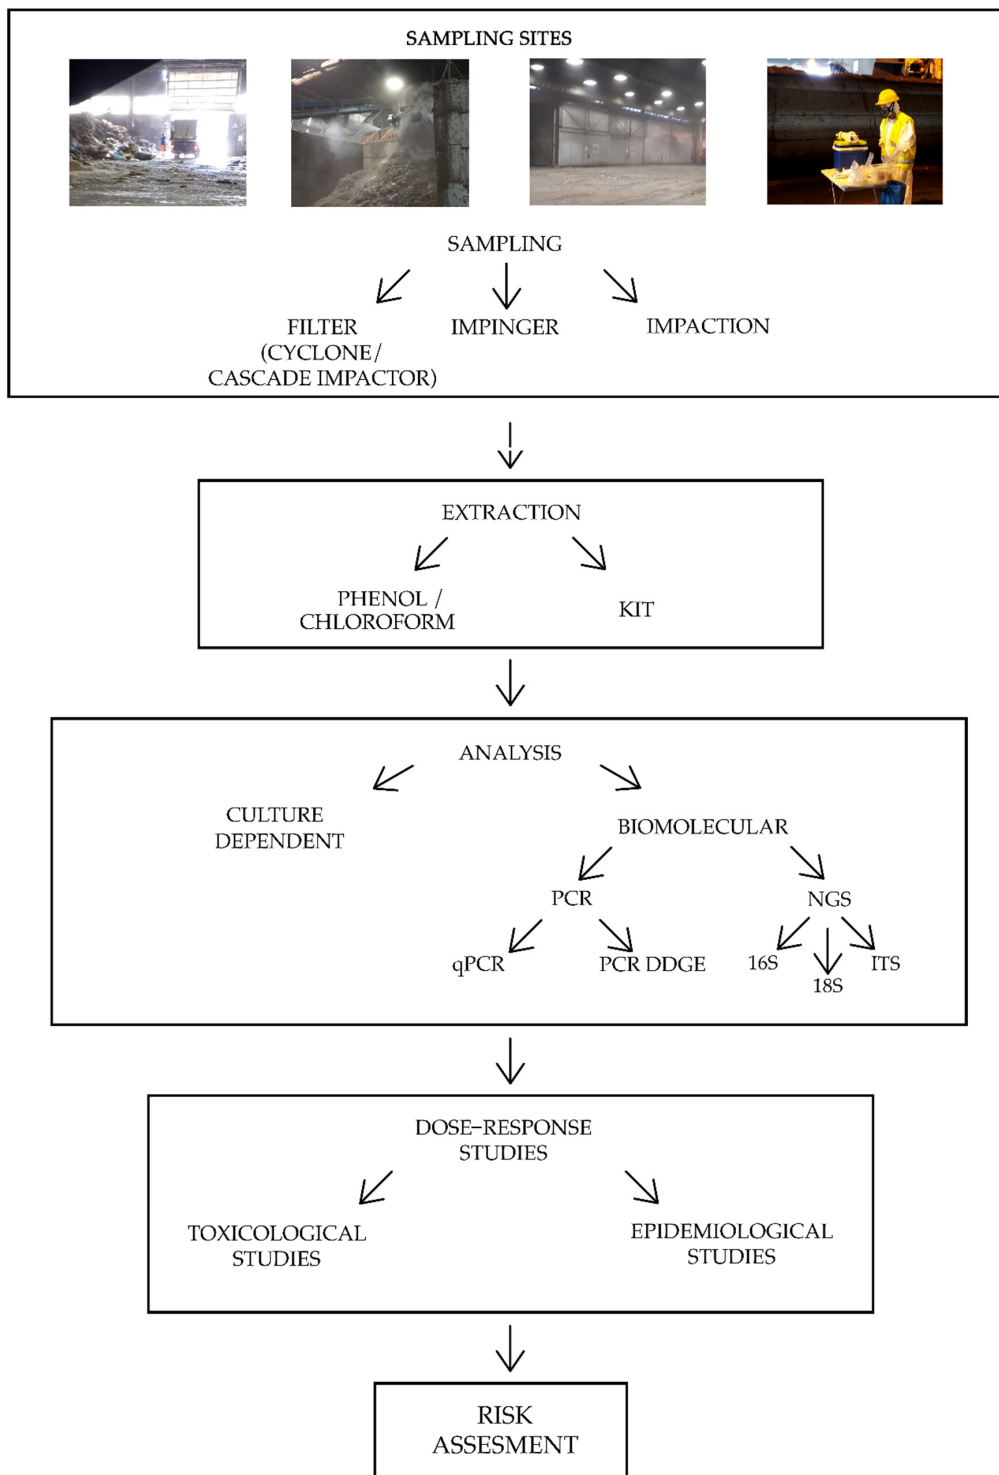 SAMPLING SITES
SAMPLING
FILTER
(CYCLONE/
CASCADE IMPACTOR)
IMPINGER
IMPACTION
EXTRACTION
PHENOL /
CHLOROFORM
KIT
ANALYSIS
CULTURE
DEPENDENT
BIOMOLECULAR
PCR
NGS
qPCR
PCR DDGE
16S
18S
ITS
DOSE–RESPONSE
STUDIES
TOXICOLOGICAL
STUDIES
EPIDEMIOLOGICAL
STUDIES
RISK
ASSESMENT